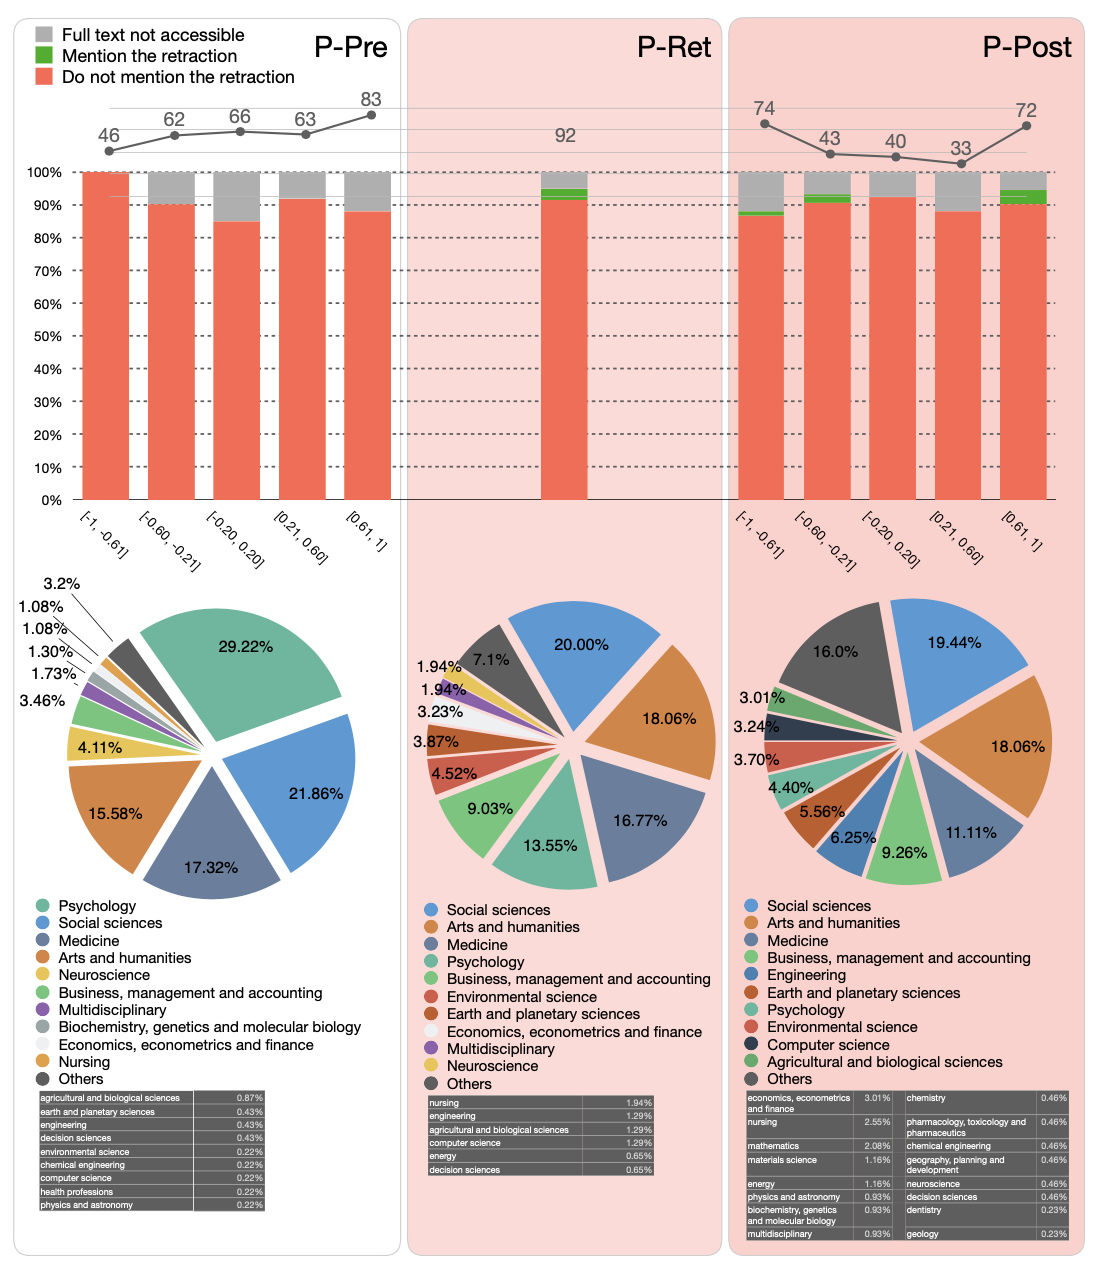 Full text not accessible
Mention the retraction
Do not mention the retraction
P-Pre
P-Ret
P-Post
46
62
66
63
83
92
74
43
40
33
72
100%
90%
80%
70%
60%
50%
40%
30%
20%
10%
0%
[-1, -0.61]
[-0.60, -0.21]
[-0.20, 0.20]
[0.21, 0.60]
[0.61, 1]
[-1, -0.61]
[-0.60, -0.21]
[-0.20, 0.20]
[0.21, 0.60]
[0.61, 1]
3.2%
1.08%
1.08%
1.30%
1.73%
3.46%
4.11%
15.58%
17.32%
21.86%
29.22%
Psychology
Social sciences
Medicine
Arts and humanities
Neuroscience
Business, management and accounting
Multidisciplinary
Biochemistry, genetics and molecular biology
Economics, econometrics and finance
Nursing
Others
agricultural and biological sciences 0.87%
earth and planetary sciences 0.43%
engineering 0.43%
decision sciences 0.43%
environmental science 0.22%
chemical engineering 0.22%
computer science 0.22%
health professions 0.22%
physics and astronomy 0.22%
7.1%
1.94%
1.94%
3.23%
3.87%
4.52%
9.03%
13.55%
16.77%
18.06%
20.00%
Social sciences
Arts and humanities
Medicine
Psychology
Business, management and accounting
Environmental science
Earth and planetary sciences
Economics, econometrics and finance
Multidisciplinary
Neuroscience
Others
nursing 1.94%
engineering 1.29%
agricultural and biological sciences 1.29%
computer science 1.29%
energy 0.65%
decision sciences 0.65%
16.0%
3.01%
3.24%
3.70%
4.40%
5.56%
6.25%
9.26%
11.11%
18.06%
19.44%
Social sciences
Arts and humanities
Medicine
Business, management and accounting
Engineering
Earth and planetary sciences
Psychology
Environmental science
Computer science
Agricultural and biological sciences
Others
economics, econometrics 3.01%
and finance
nursing 2.55%
mathematics 2.08%
materials science 1.16%
energy 1.16%
physics and astronomy 0.93%
biochemistry, genetics 0.93%
and molecular biology
multidisciplinary 0.93%
chemistry 0.46%
pharmacology, toxicology and 0.46%
pharmaceutics
chemical engineering 0.46%
geography, planning and 0.46%
development
neuroscience 0.46%
decision sciences 0.46%
dentistry 0.23%
geology 0.23%